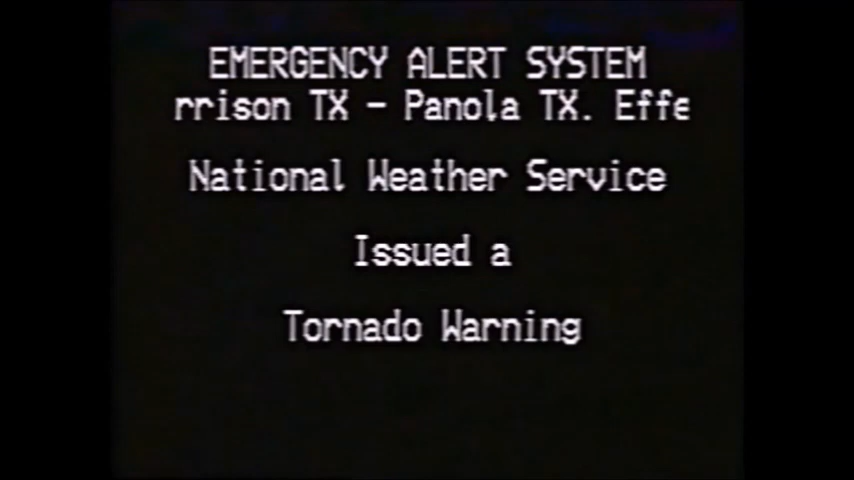 EMERGENCY ALERT SYSTEM
rrison TX - Panola TX. Effe
National Weather Service
Issued a
Tornado Warning